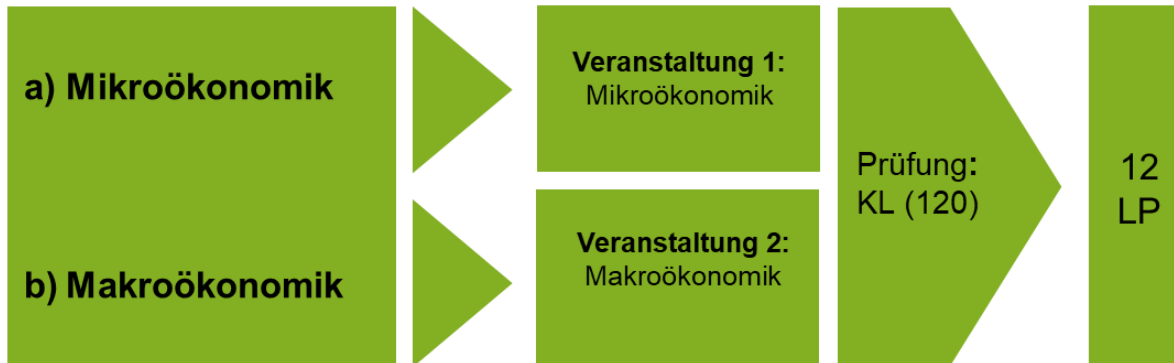 a) Mikroökonomik
b) Makroökonomik
Veranstaltung 1:
Mikroökonomik
Veranstaltung 2:
Makroökonomik
Prüfung:
KL (120)
12
LP